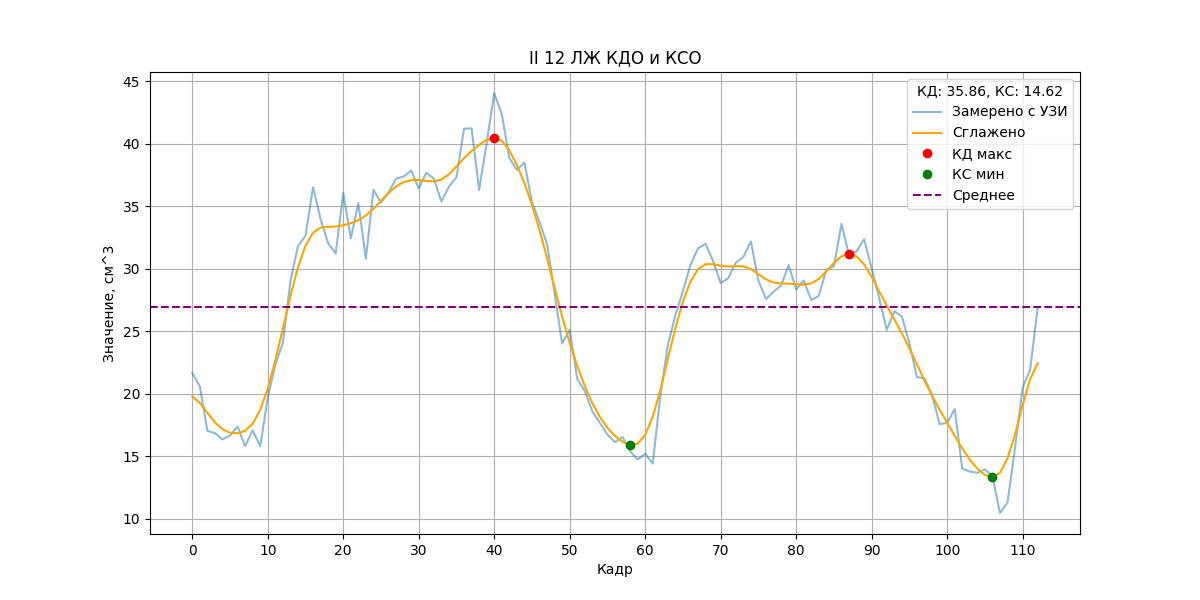 II 12 ЛЖ КДО и КСО
45
40
35
30
25
20
15
10
Значение, см^3
КД: 35.86, КС: 14.62
Замерено с УЗИ
Сглажено
КД макс
КС мин
Среднее
0 10 20 30 40 50 60 70 80 90 100 110
Кадр